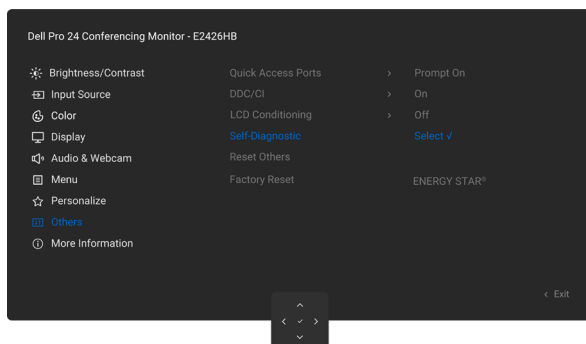 Dell Pro 24 Conferencing Monitor - E2426HB
Brightness/Contrast
Input Source
Color
Display
Audio & Webcam
Menu
Personalize
Others
More Information
Quick Access Ports > Prompt On
DDC/CI > On
LCD Conditioning > Off
Self-Diagnostic Select √
Reset Others
Factory Reset ENERGY STAR®
< Exit